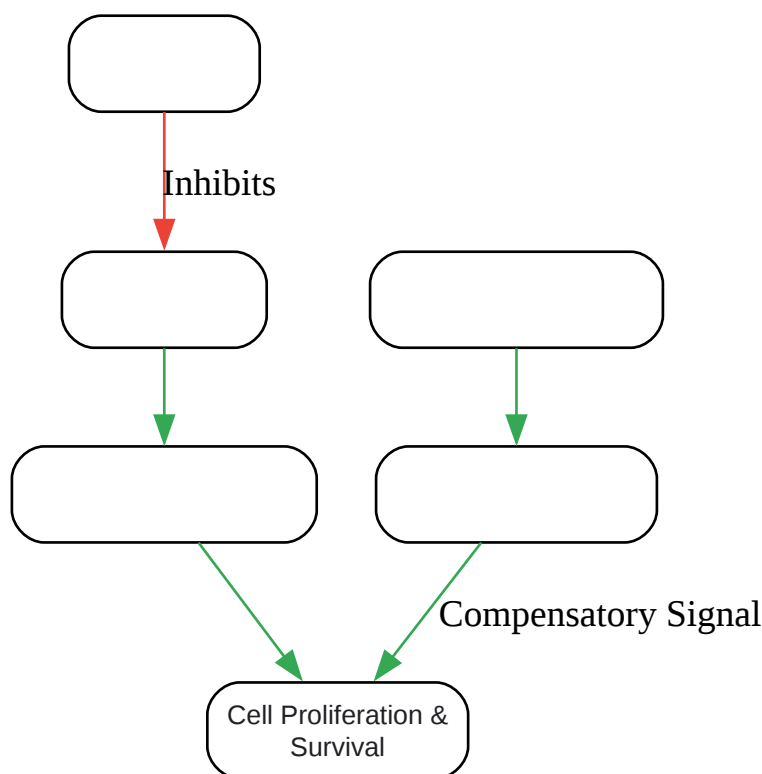 Inhibits
Compensatory Signal
Cell Proliferation &
Survival